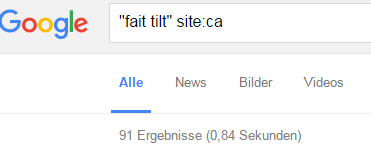 Google "fait tilt" site:ca
Alle News Bilder Videos
91 Ergebnisse (0,84 Sekunden)